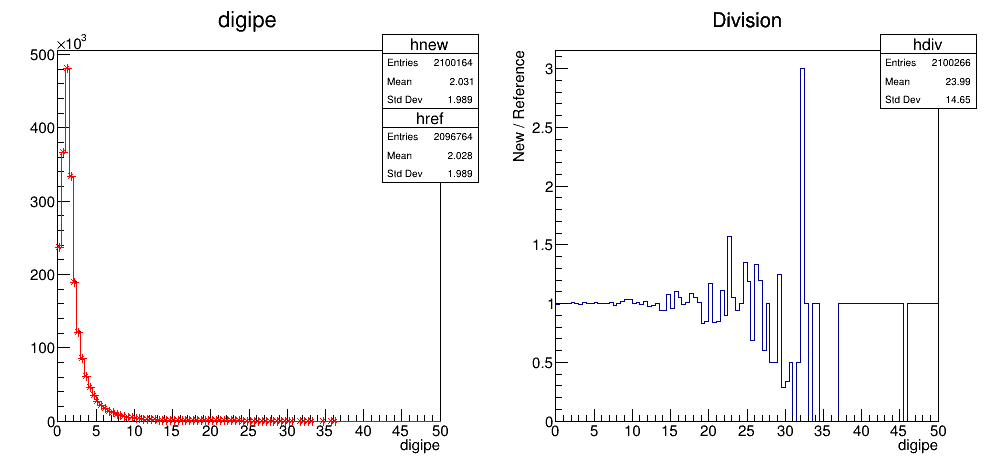 digipe
×10³
500
400
300
200
100
0
0 5 10 15 20 25 30 35 40 45 50
digipe
hnew
Entries 2100164
Mean 2.031
Std Dev 1.989
href
Entries 2096764
Mean 2.028
Std Dev 1.989
Division
New / Reference
3
2.5
2
1.5
1
0.5
0
0 5 10 15 20 25 30 35 40 45 50
digipe
hdiv
Entries 2100266
Mean 23.99
Std Dev 14.65